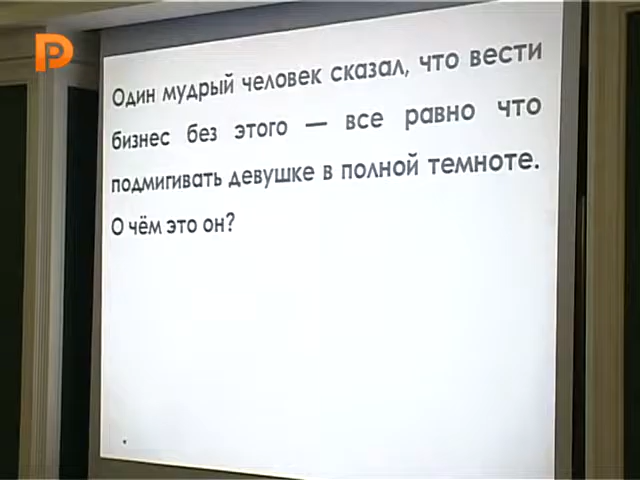 P
Один мудрый человек сказал, что вести
бизнес без этого — все равно что
подмигивать девушке в полной темноте.
О чём это он?